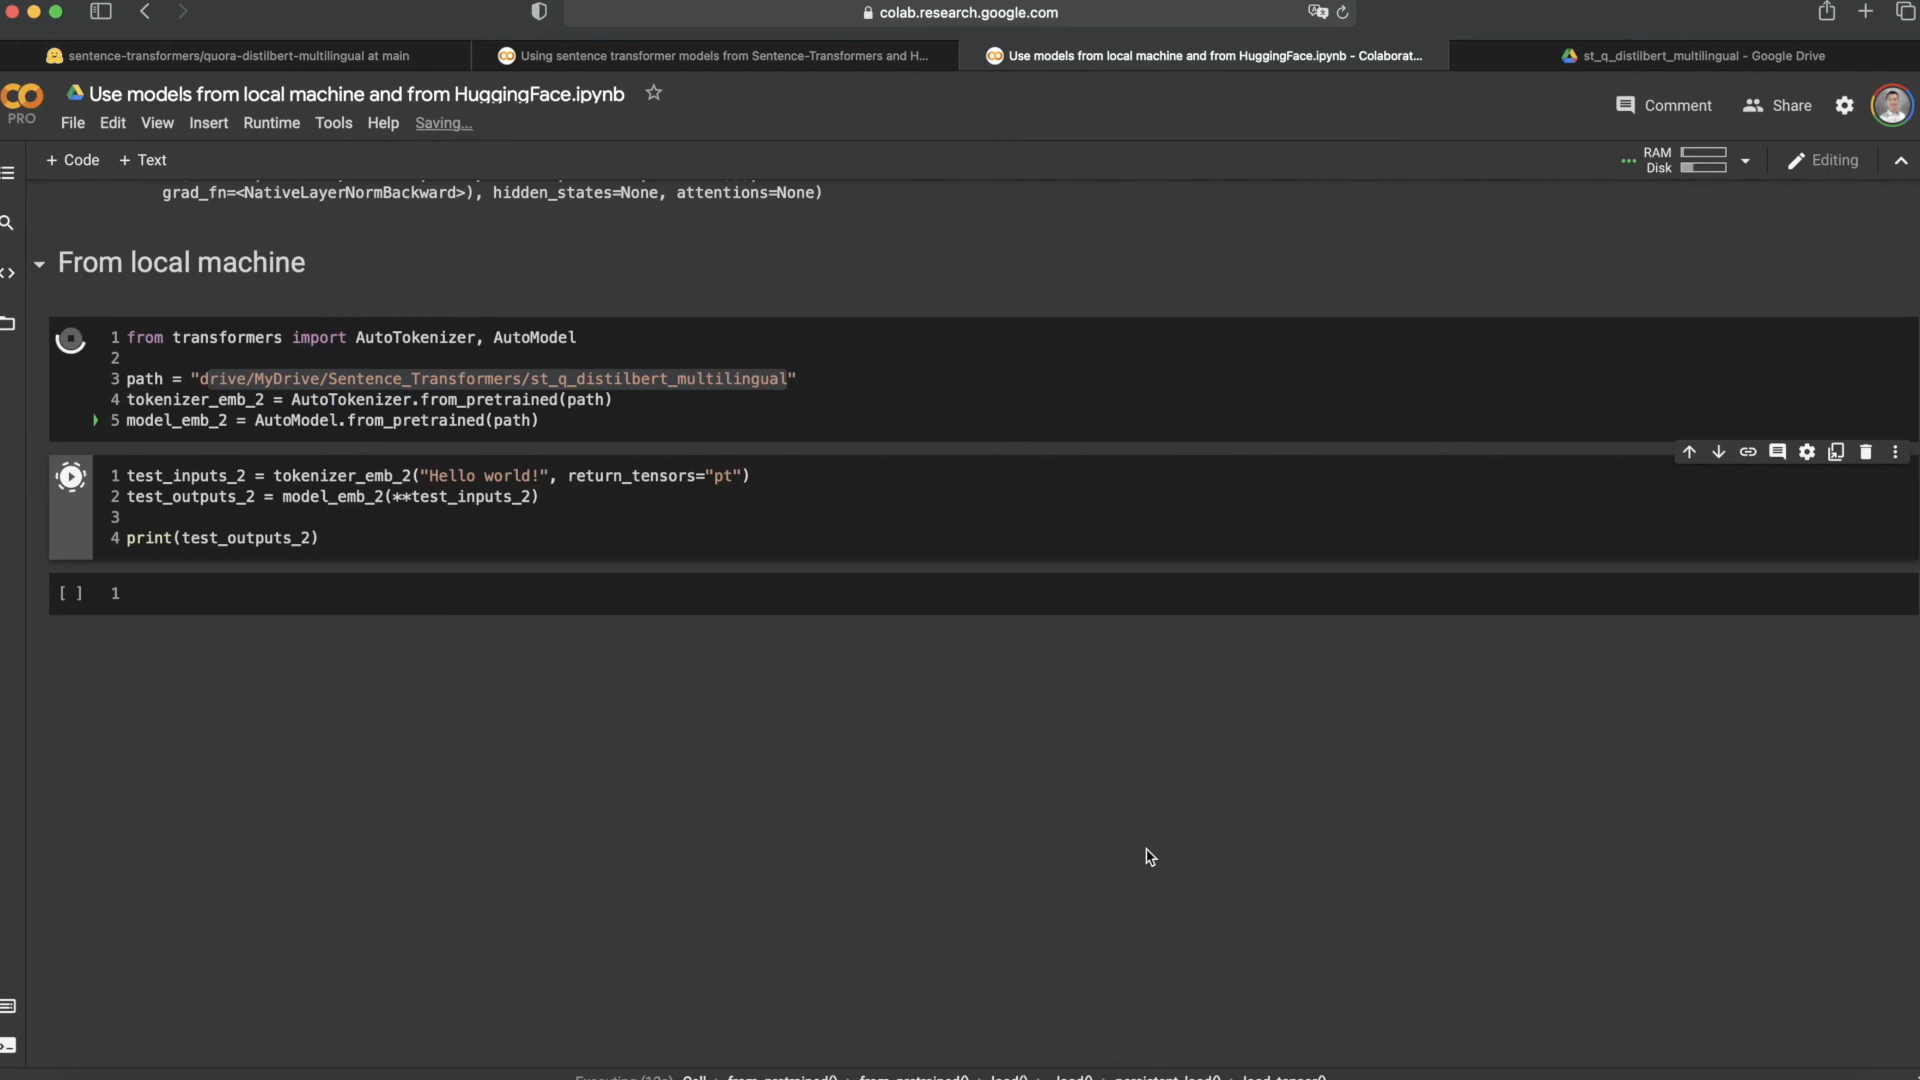 colab.research.google.com
sentence-transformers/quora-distilbert-multilingual at main
Using sentence transformer models from Sentence-Transformers and H...
Use models from local machine and from HuggingFace.ipynb - Colaborat...
st_q_distilbert_multilingual - Google Drive
PRO
Use models from local machine and from HuggingFace.ipynb
Comment
Share
File Edit View Insert Runtime Tools Help Saving...
+ Code + Text
RAM
Disk
Editing
grad_fn=<NativeLayerNormBackward>), hidden_states=None, attentions=None)
From local machine
1 from transformers import AutoTokenizer, AutoModel
2
3 path = "drive/MyDrive/Sentence_Transformers/st_q_distilbert_multilingual"
4 tokenizer_emb_2 = AutoTokenizer.from_pretrained(path)
5 model_emb_2 = AutoModel.from_pretrained(path)
1 test_inputs_2 = tokenizer_emb_2("Hello world!", return_tensors="pt")
2 test_outputs_2 = model_emb_2(**test_inputs_2)
3
4 print(test_outputs_2)
[ ] 1